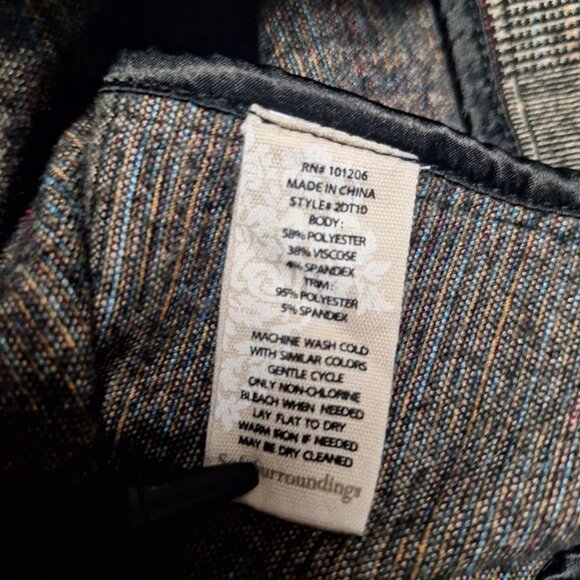 RN# 101206
MADE IN CHINA
STYLE# 2DT10
BODY:
58% POLYESTER
38% VISCOSE
4% SPANDEX
TRIM:
95% POLYESTER
5% SPANDEX
MACHINE WASH COLD
WITH SIMILAR COLORS
GENTLE CYCLE
ONLY NON-CHLORINE
BLEACH WHEN NEEDED
LAY FLAT TO DRY
WARM IRON IF NEEDED
MAY BE DRY CLEANED